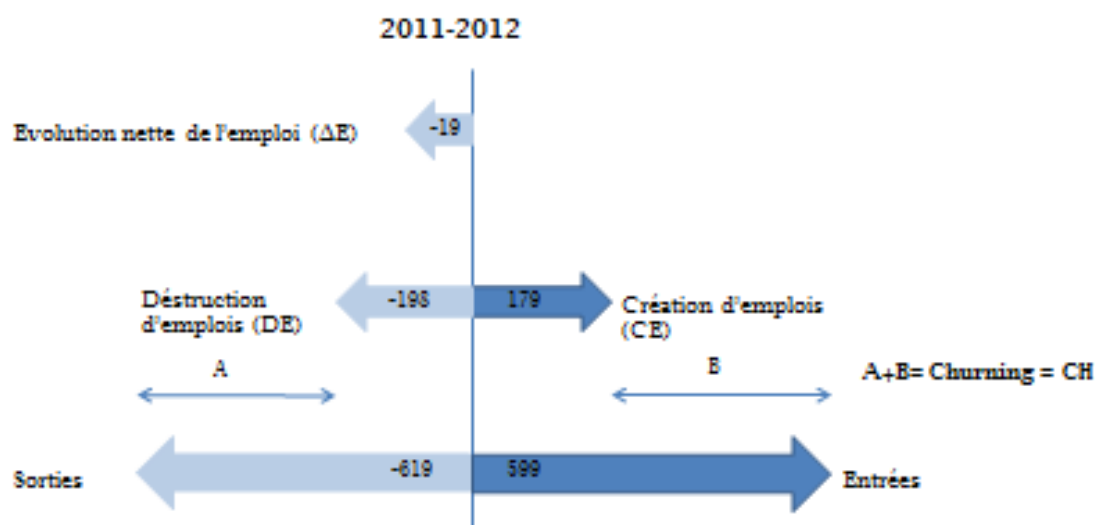 2011-2012
Evolution nette de l'emploi (ΔE)
-19
Déstruction
d'emplois (DE)
-198
179
Création d'emplois
(CE)
A
B
A+B= Churning = CH
Sorties
-619
599
Entrées